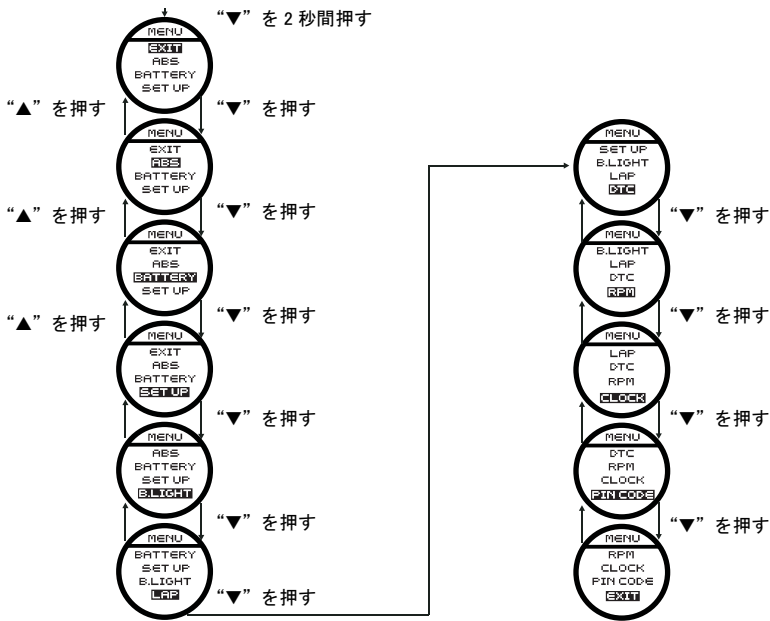 “▼” を 2 秒間押す
MENU
EXIT
ABS
BATTERY
SET UP
“▲” を押す
“▼” を押す
MENU
EXIT
ABS
BATTERY
SET UP
“▲” を押す
“▼” を押す
MENU
EXIT
ABS
BATTERY
SET UP
“▲” を押す
“▼” を押す
MENU
EXIT
ABS
BATTERY
SET UP
“▼” を押す
MENU
ABS
BATTERY
SET UP
B.LIGHT
“▼” を押す
MENU
BATTERY
SET UP
B.LIGHT
LAP
“▼” を押す
MENU
SET UP
B.LIGHT
LAP
DTC
“▼” を押す
MENU
B.LIGHT
LAP
DTC
RPM
“▼” を押す
MENU
LAP
DTC
RPM
CLOCK
“▼” を押す
MENU
DTC
RPM
CLOCK
PIN CODE
“▼” を押す
MENU
RPM
CLOCK
PIN CODE
EXIT